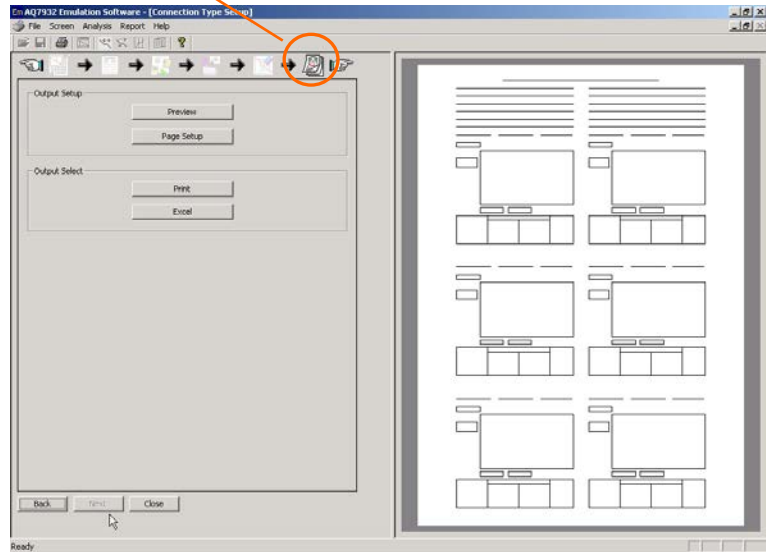 Em AQ7932 Emulation Software - [Connection Type Setup]
File Screen Analysis Report Help
Output Setup
Preview
Page Setup
Output Select
Print
Excel
Back Next Close
Ready